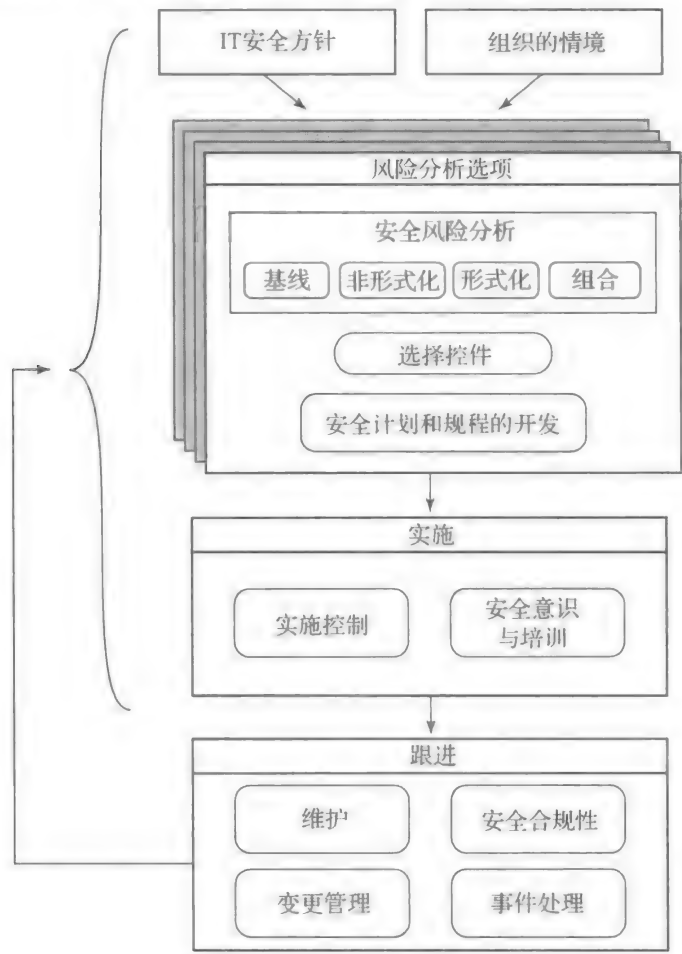 IT安全方针
组织的情境
风险分析选项
安全风险分析
基线
非形式化
形式化
组合
选择控件
安全计划和规程的开发
实施
实施控制
安全意识
与培训
跟进
维护
安全合规性
变更管理
事件处理